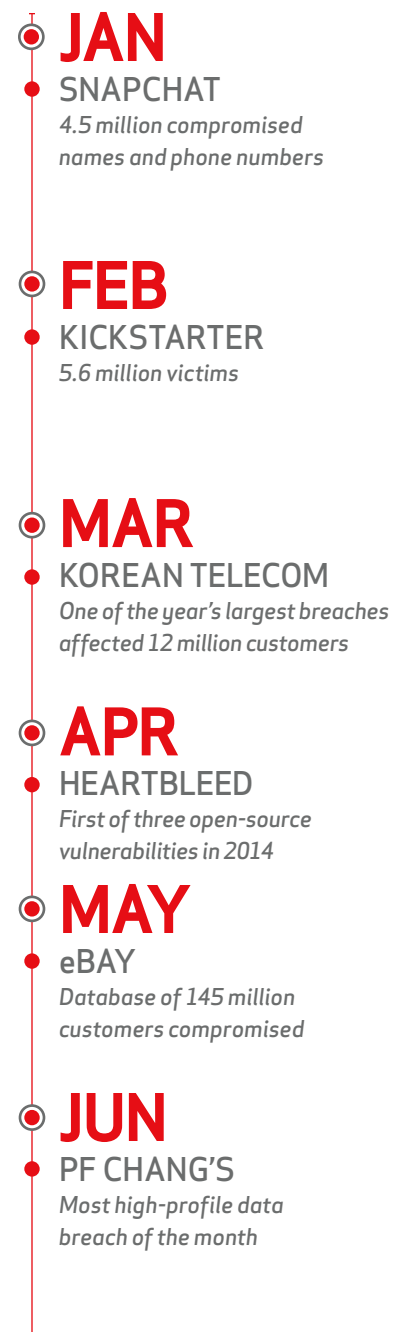 JAN
SNAPCHAT
4.5 million compromised
names and phone numbers
FEB
KICKSTARTER
5.6 million victims
MAR
KOREAN TELECOM
One of the year’s largest breaches
affected 12 million customers
APR
HEARTBLEED
First of three open-source
vulnerabilities in 2014
MAY
eBAY
Database of 145 million
customers compromised
JUN
PF CHANG’S
Most high-profile data
breach of the month